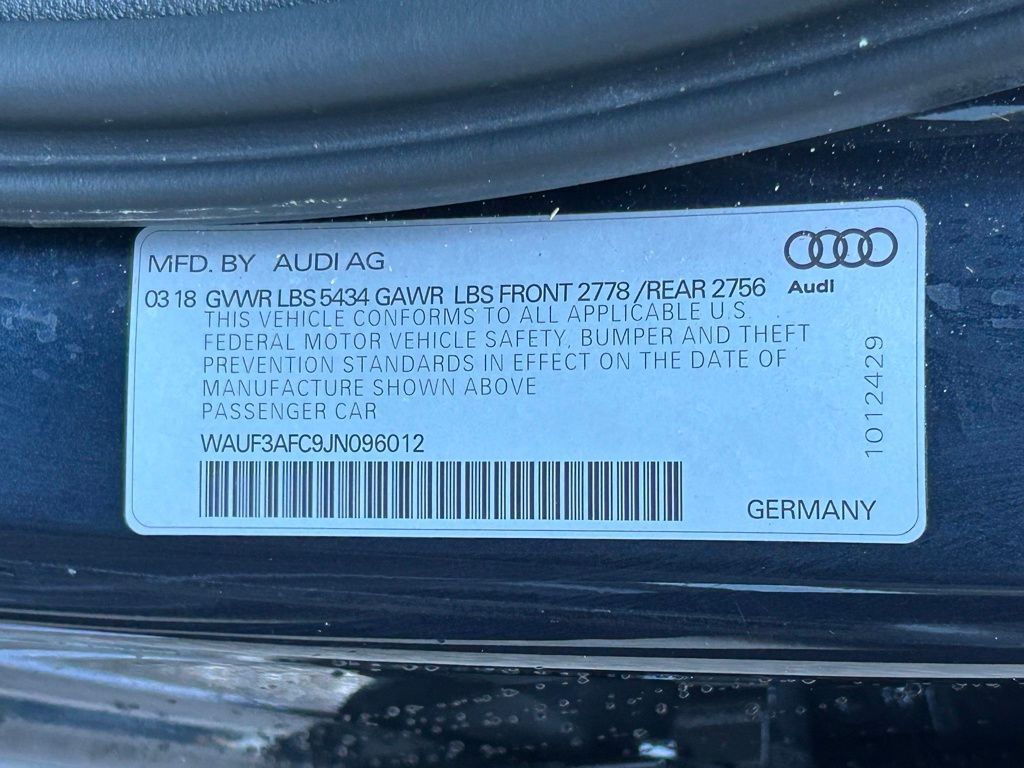 MFD. BY AUDI AG
Audi
03 18 GVWR LBS 5434 GAWR LBS FRONT 2778 /REAR 2756
THIS VEHICLE CONFORMS TO ALL APPLICABLE U.S.
FEDERAL MOTOR VEHICLE SAFETY, BUMPER AND THEFT
PREVENTION STANDARDS IN EFFECT ON THE DATE OF
MANUFACTURE SHOWN ABOVE
PASSENGER CAR
WAUF3AFC9JN096012
GERMANY
1012429